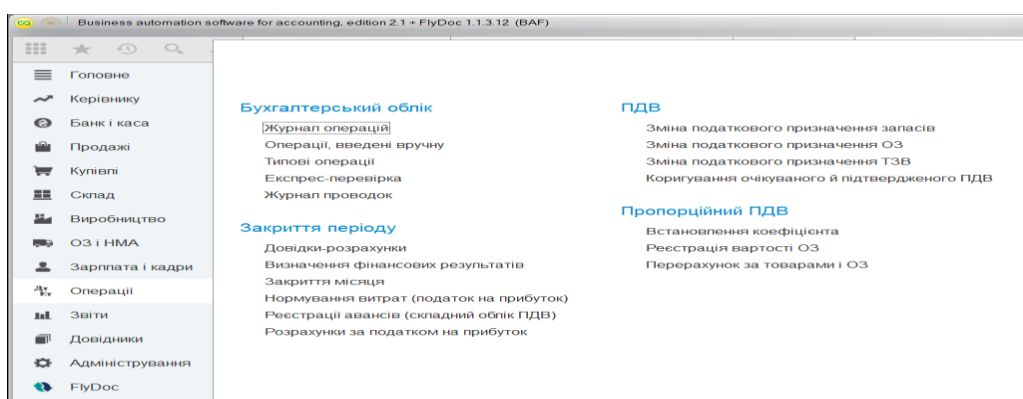 Business automation software for accounting, edition 2.1 + FlyDoc 1.1.3.12 (BAF)
Головне
Керівнику
Банк і каса
Продажі
Купівлі
Склад
Виробництво
ОЗ і НМА
Зарплата і кадри
Операції
Звіти
Довідники
Адміністрування
FlyDoc
Бухгалтерський облік
Журнал операцій
Операції, введені вручну
Типові операції
Експрес-перевірка
Журнал проводок
Закриття періоду
Довідки-розрахунки
Визначення фінансових результатів
Закриття місяця
Нормування витрат (податок на прибуток)
Реєстрації авансів (складний облік ПДВ)
Розрахунки за податком на прибуток
ПДВ
Зміна податкового призначення запасів
Зміна податкового призначення ОЗ
Зміна податкового призначення ТЗВ
Коригування очікуваного й підтвердженого ПДВ
Пропорційний ПДВ
Встановлення коефіцієнта
Реєстрація вартості ОЗ
Перерахунок за товарами і ОЗ